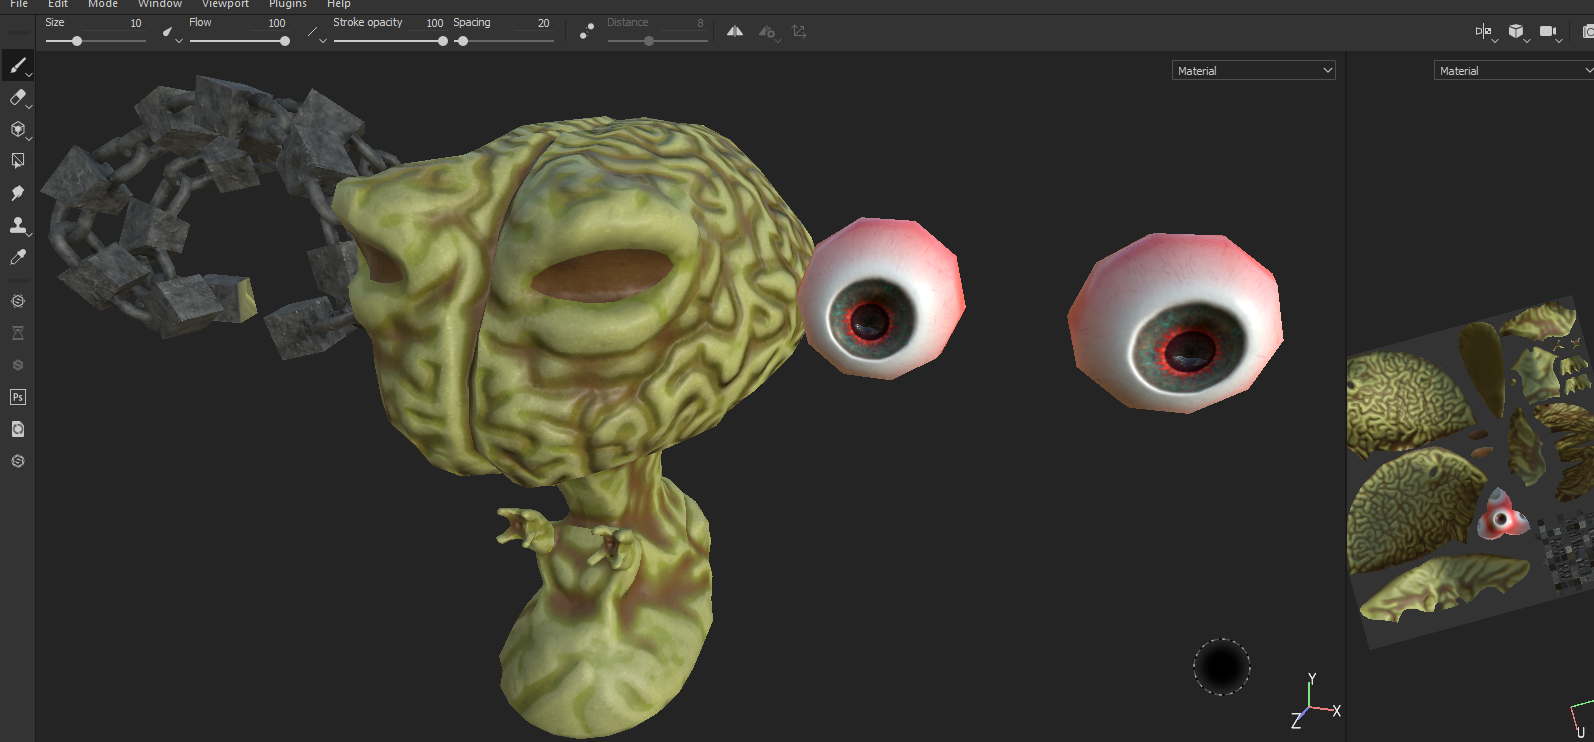 File Edit Mode Window Viewport Plugins Help
Size 10 Flow 100 Stroke opacity 100 Spacing 20 Distance 8
Material
Material
Ps
Y
X
Z
U